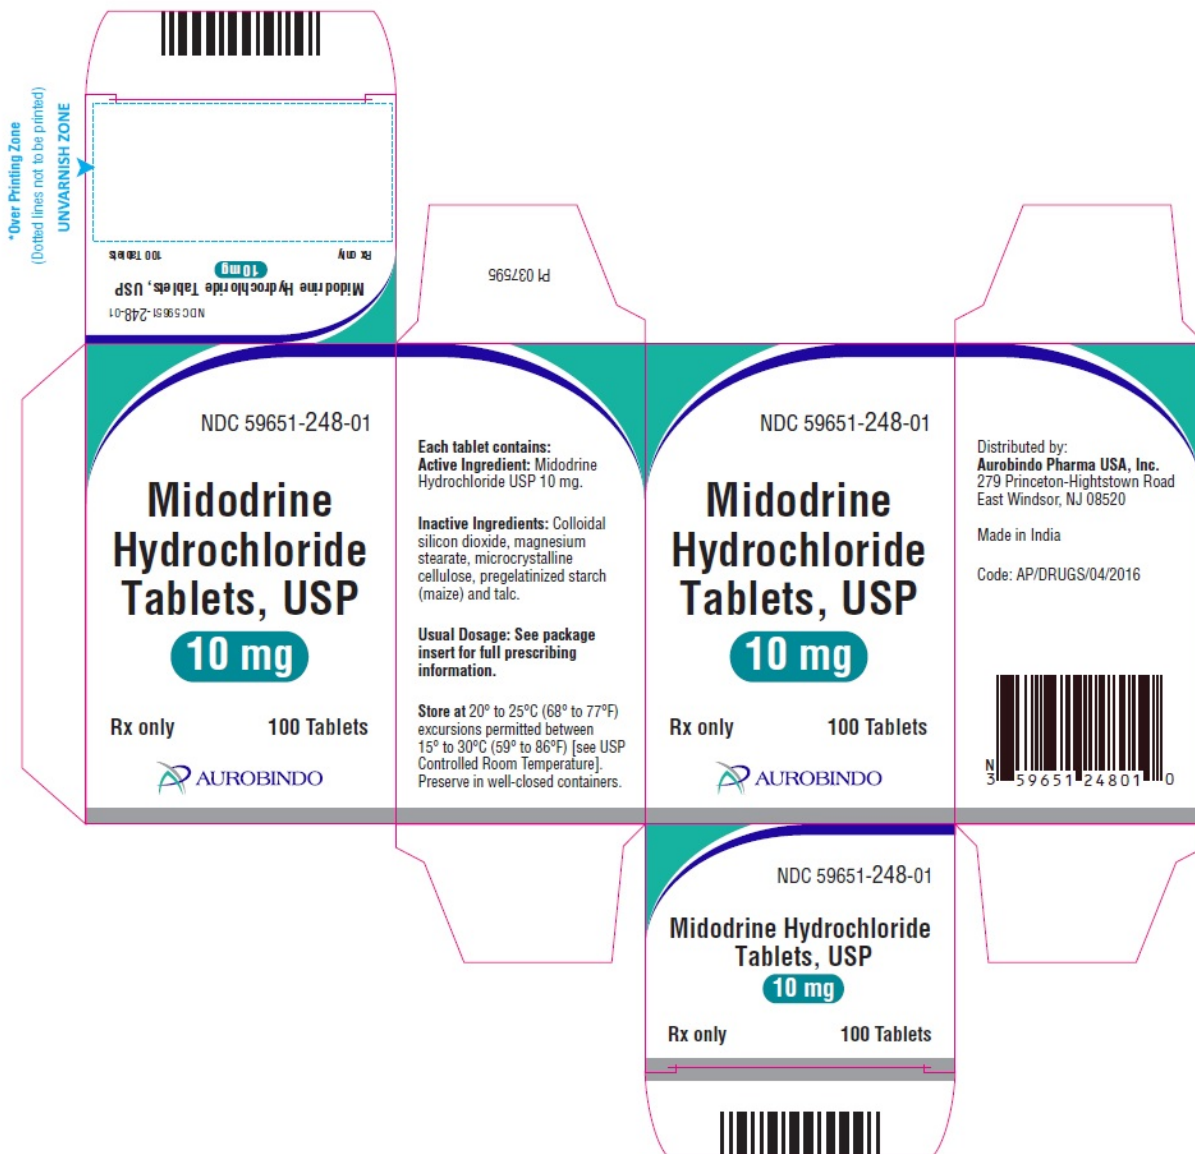 *Over Printing Zone
(Dotted lines not to be printed)
UNVARNISH ZONE
NDC 59651-248-01
Midodrine Hydrochloride Tablets, USP
10 mg
Rx only 100 Tablets
P1 037595
NDC 59651-248-01
Midodrine
Hydrochloride
Tablets, USP
10 mg
Rx only 100 Tablets
AUROBINDO
Each tablet contains:
Active Ingredient: Midodrine
Hydrochloride USP 10 mg.
Inactive Ingredients: Colloidal
silicon dioxide, magnesium
stearate, microcrystalline
cellulose, pregelatinized starch
(maize) and talc.
Usual Dosage: See package
insert for full prescribing
information.
Store at 20° to 25°C (68° to 77°F)
excursions permitted between
15° to 30°C (59° to 86°F) [see USP
Controlled Room Temperature].
Preserve in well-closed containers.
NDC 59651-248-01
Midodrine
Hydrochloride
Tablets, USP
10 mg
Rx only 100 Tablets
AUROBINDO
Distributed by:
Aurobindo Pharma USA, Inc.
279 Princeton-Hightstown Road
East Windsor, NJ 08520
Made in India
Code: AP/DRUGS/04/2016
N
3 59651 24801 0
NDC 59651-248-01
Midodrine Hydrochloride
Tablets, USP
10 mg
Rx only 100 Tablets